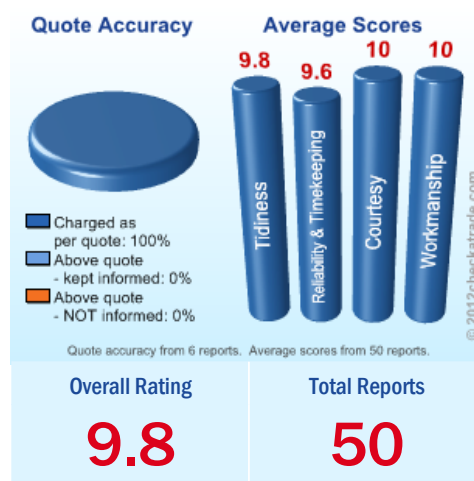 Quote Accuracy
Average Scores
9.8
9.6
10
10
Tidiness
Reliability & Timekeeping
Courtesy
Workmanship
Charged as
per quote: 100%
Above quote
- kept informed: 0%
Above quote
- NOT informed: 0%
© 2012checkatrade.com
Quote accuracy from 6 reports. Average scores from 50 reports.
Overall Rating
Total Reports
9.8
50